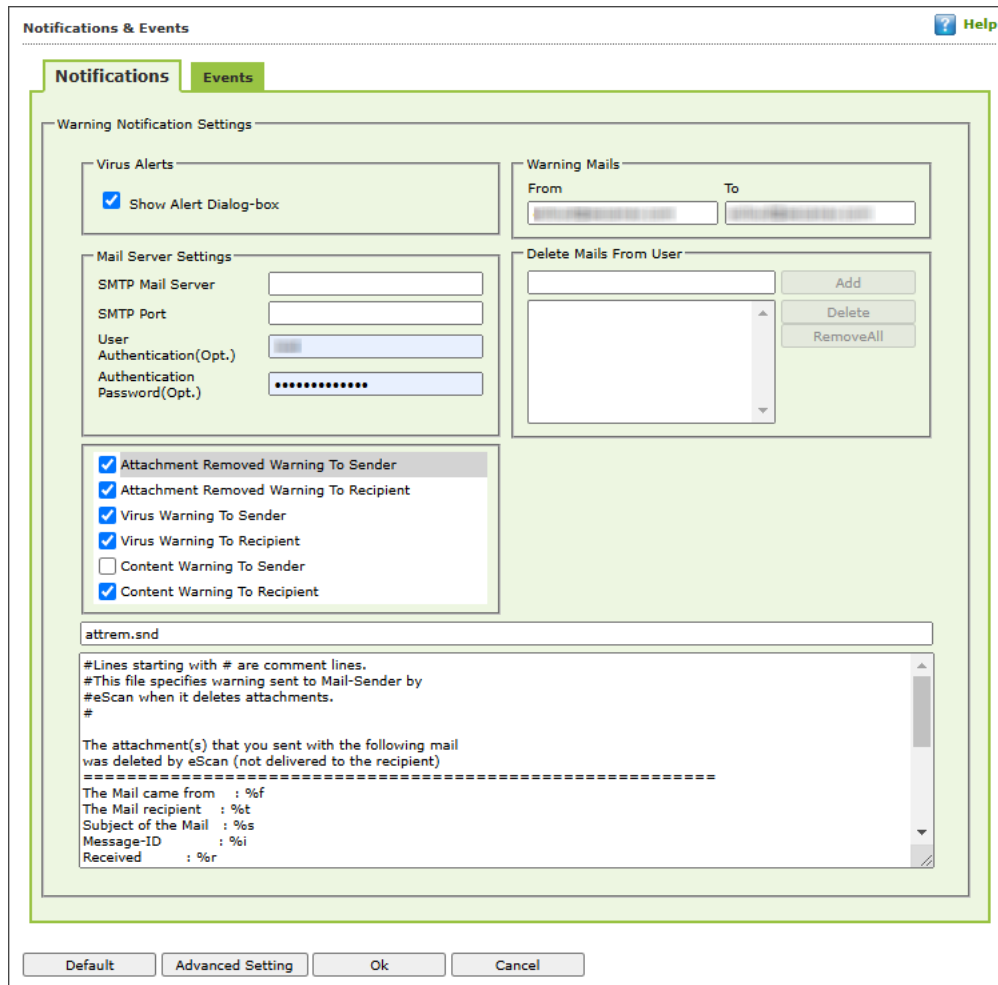 Notifications & Events
? Help
Notifications
Events
Warning Notification Settings
Virus Alerts
Show Alert Dialog-box
Warning Mails
From To
Mail Server Settings
SMTP Mail Server
SMTP Port
User
Authentication(Opt.)
Authentication
Password(Opt.)
•••••••••••••
Delete Mails From User
Add
Delete
RemoveAll
Attachment Removed Warning To Sender
Attachment Removed Warning To Recipient
Virus Warning To Sender
Virus Warning To Recipient
Content Warning To Sender
Content Warning To Recipient
attrem.snd
#Lines starting with # are comment lines.
#This file specifies warning sent to Mail-Sender by
#eScan when it deletes attachments.
#
The attachment(s) that you sent with the following mail
was deleted by eScan (not delivered to the recipient)
==========================================================
The Mail came from : %f
The Mail recipient : %t
Subject of the Mail : %s
Message-ID : %i
Received : %r
Default Advanced Setting Ok Cancel